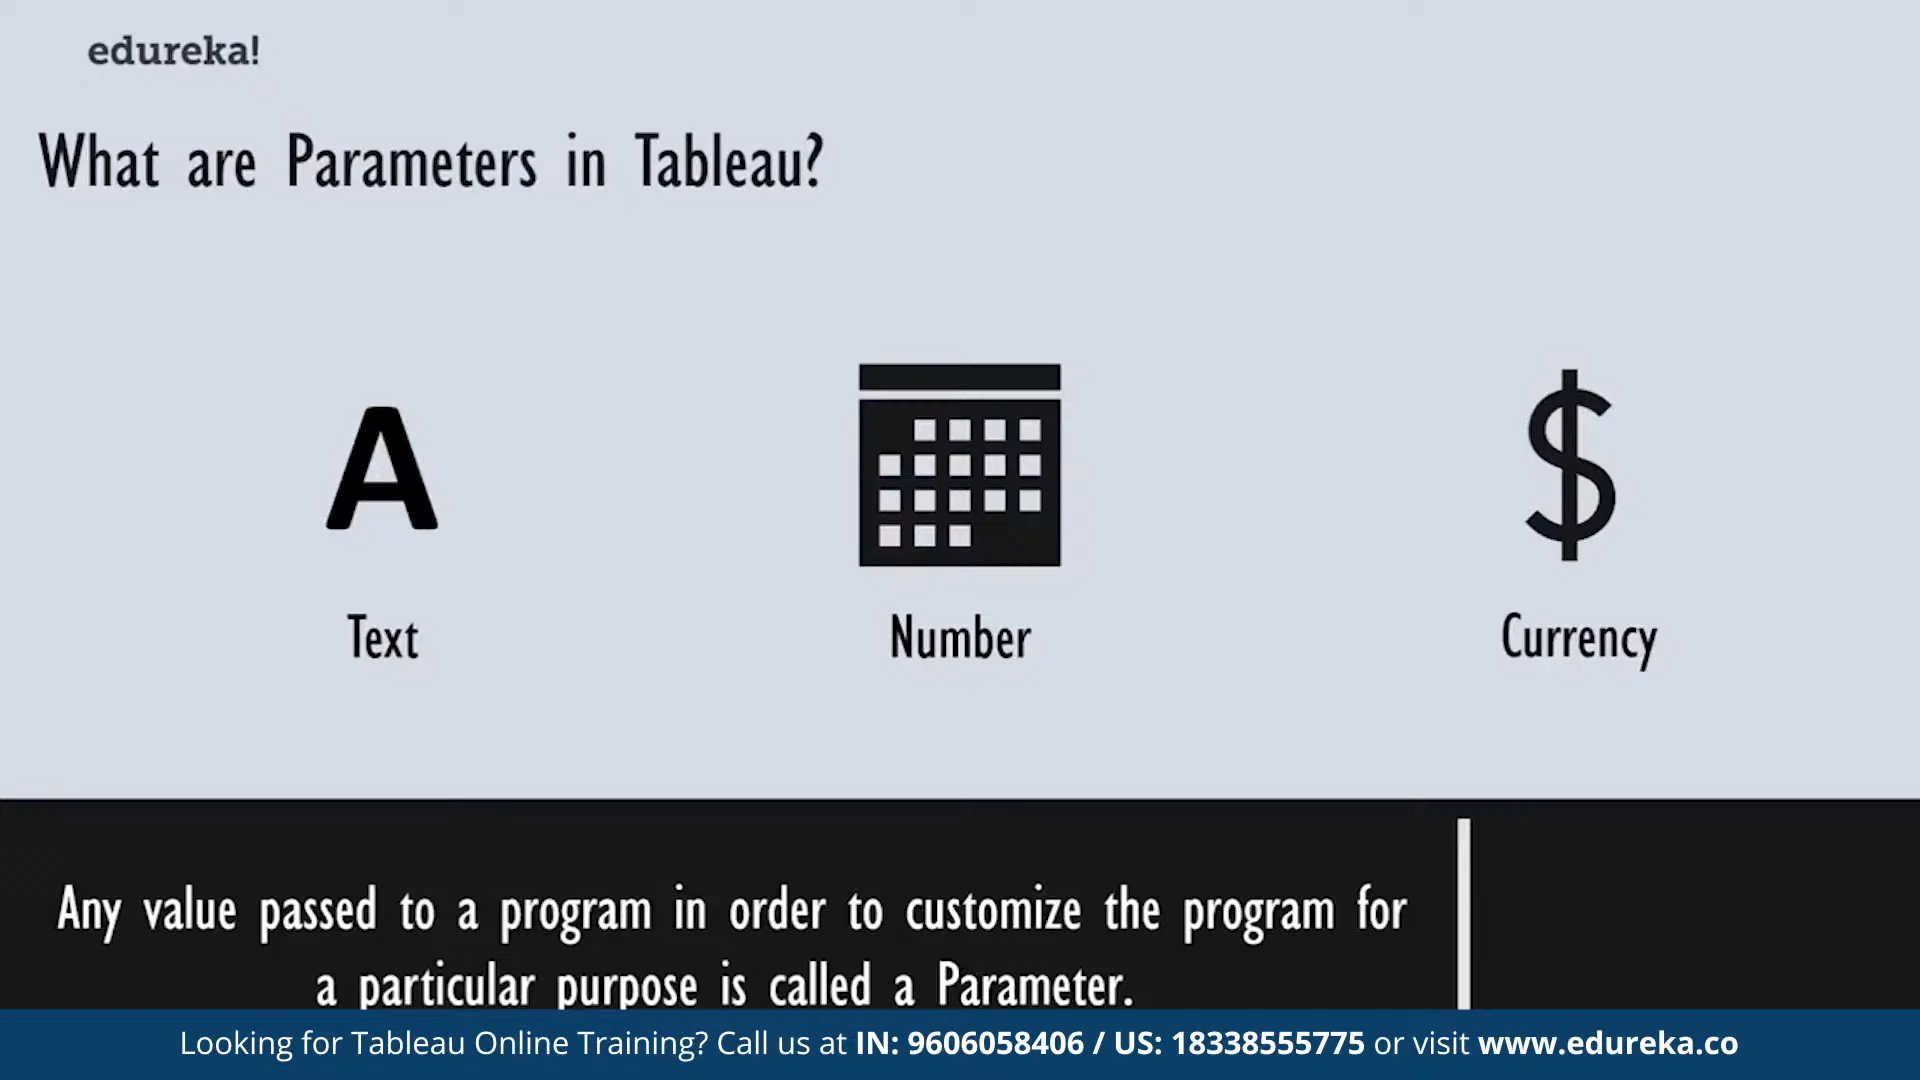 edureka!
What are Parameters in Tableau?
A
$
Text
Number
Currency
Any value passed to a program in order to customize the program for
a particular purpose is called a Parameter.
Looking for Tableau Online Training? Call us at IN: 9606058406 / US: 18338555775 or visit www.edureka.co